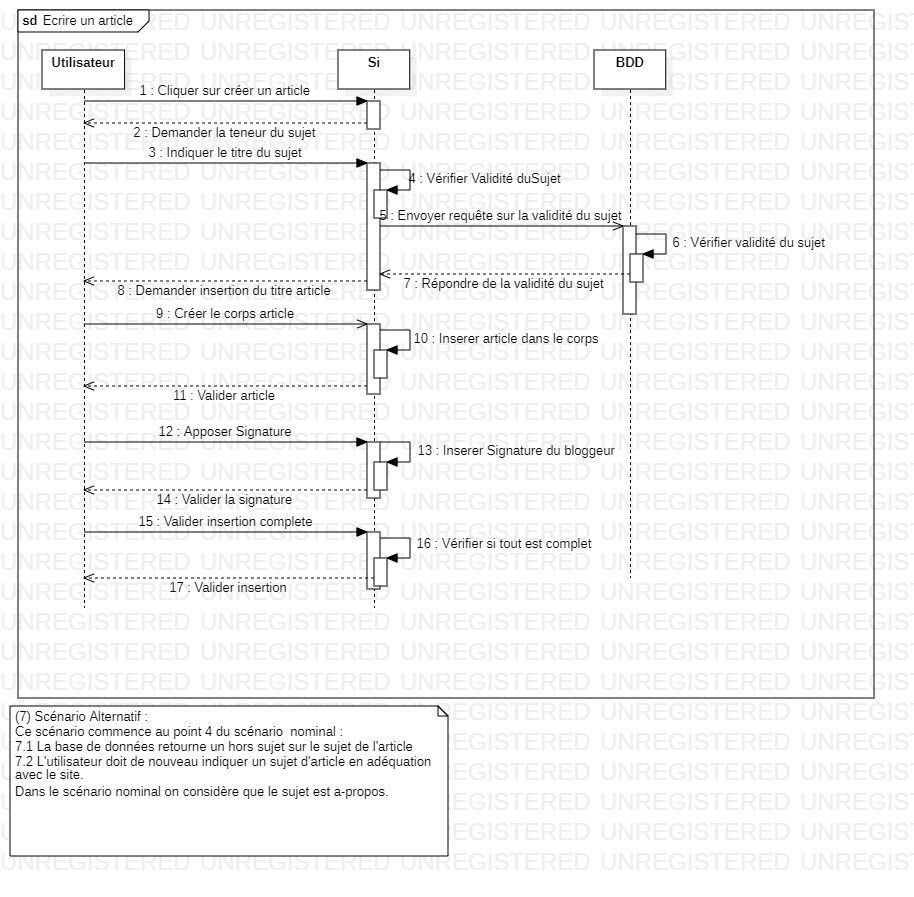 sd Ecrire un article
Utilisateur
Si
BDD
1 : Cliquer sur créer un article
2 : Demander la teneur du sujet
3 : Indiquer le titre du sujet
4 : Vérifier Validité duSujet
5 : Envoyer requête sur la validité du sujet
6 : Vérifier validité du sujet
7 : Répondre de la validité du sujet
8 : Demander insertion du titre article
9 : Créer le corps article
10 : Inserer article dans le corps
11 : Valider article
12 : Apposer Signature
13 : Inserer Signature du bloggeur
14 : Valider la signature
15 : Valider insertion complete
16 : Vérifier si tout est complet
17 : Valider insertion
(7) Scénario Alternatif :
Ce scénario commence au point 4 du scénario  nominal :
7.1 La base de données retourne un hors sujet sur le sujet de l'article
7.2 L'utilisateur doit de nouveau indiquer un sujet d'article en adéquation
avec le site.
Dans le scénario nominal on considère que le sujet est a-propos.
UNREGISTERED